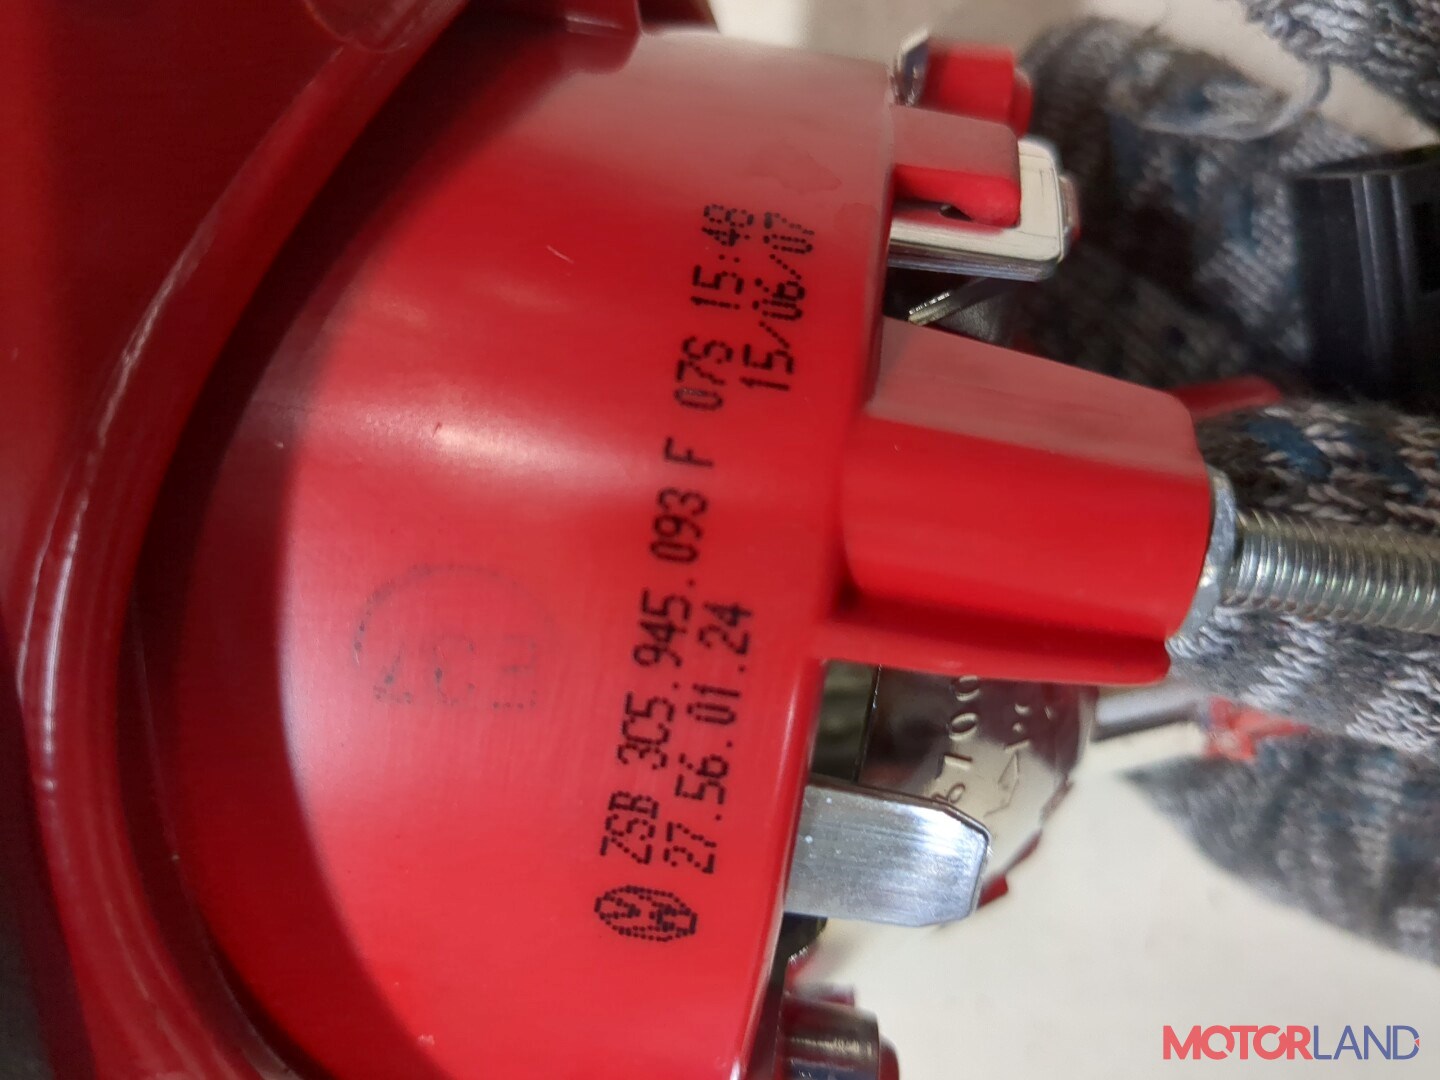 ZSB 3C5.945.093 F 07S 15:48
27.56.01.24 15/06/07
MOTORLAND